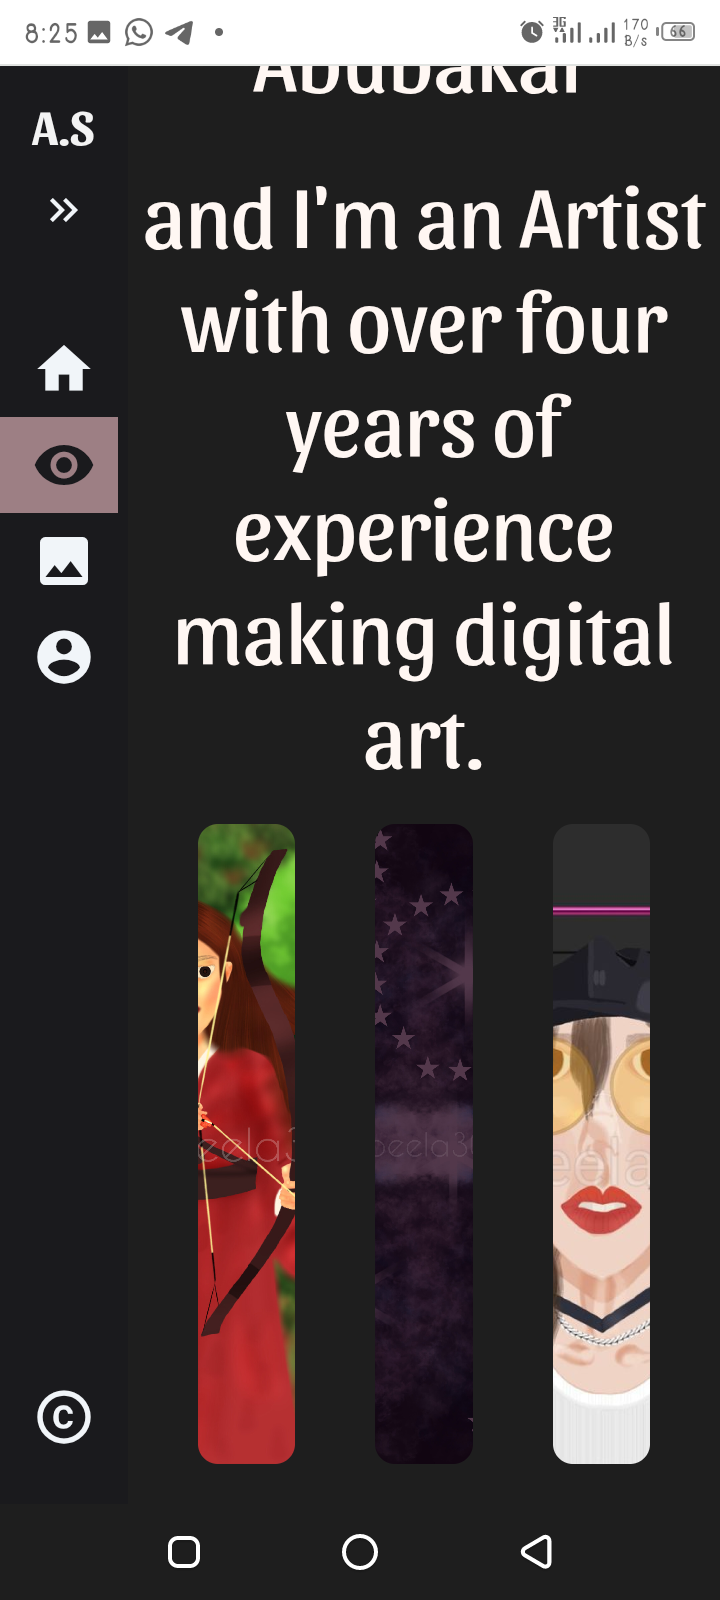 8:25
3G
170
B/s
66
Abubakar
A.S
and I'm an Artist
with over four
years of
experience
making digital
art.
eela3
eela3
eela
C